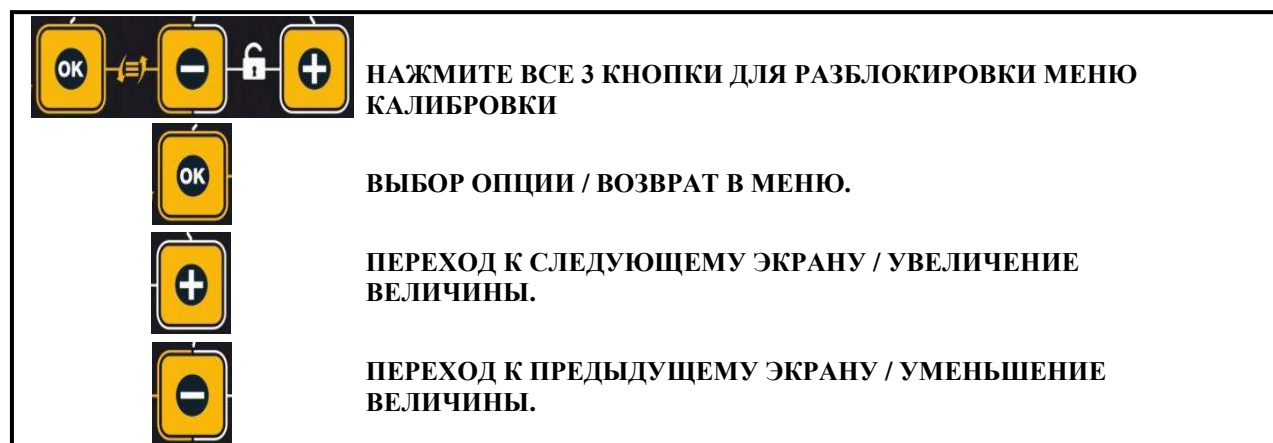 OK
НАЖМИТЕ ВСЕ 3 КНОПКИ ДЛЯ РАЗБЛОКИРОВКИ МЕНЮ
КАЛИБРОВКИ
OK
ВЫБОР ОПЦИИ / ВОЗВРАТ В МЕНЮ.
ПЕРЕХОД К СЛЕДУЮЩЕМУ ЭКРАНУ / УВЕЛИЧЕНИЕ
ВЕЛИЧИНЫ.
ПЕРЕХОД К ПРЕДЫДУЩЕМУ ЭКРАНУ / УМЕНЬШЕНИЕ
ВЕЛИЧИНЫ.